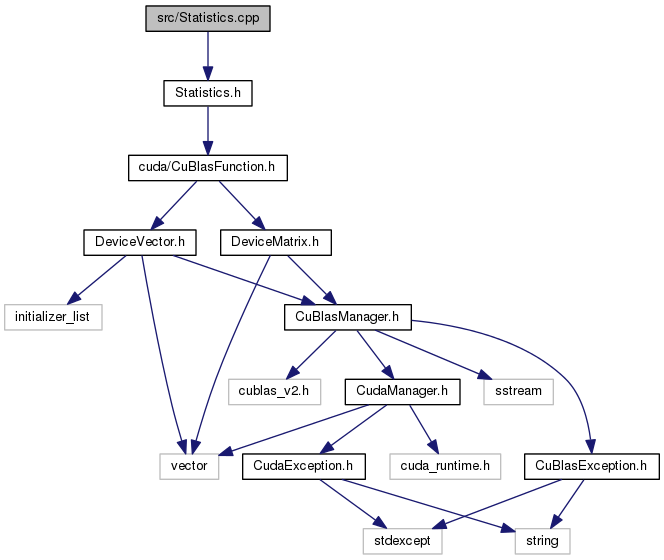 src/Statistics.cpp
Statistics.h
cuda/CuBlasFunction.h
DeviceVector.h
DeviceMatrix.h
initializer_list
CuBlasManager.h
cublas_v2.h
CudaManager.h
sstream
vector
CudaException.h
cuda_runtime.h
CuBlasException.h
stdexcept
string